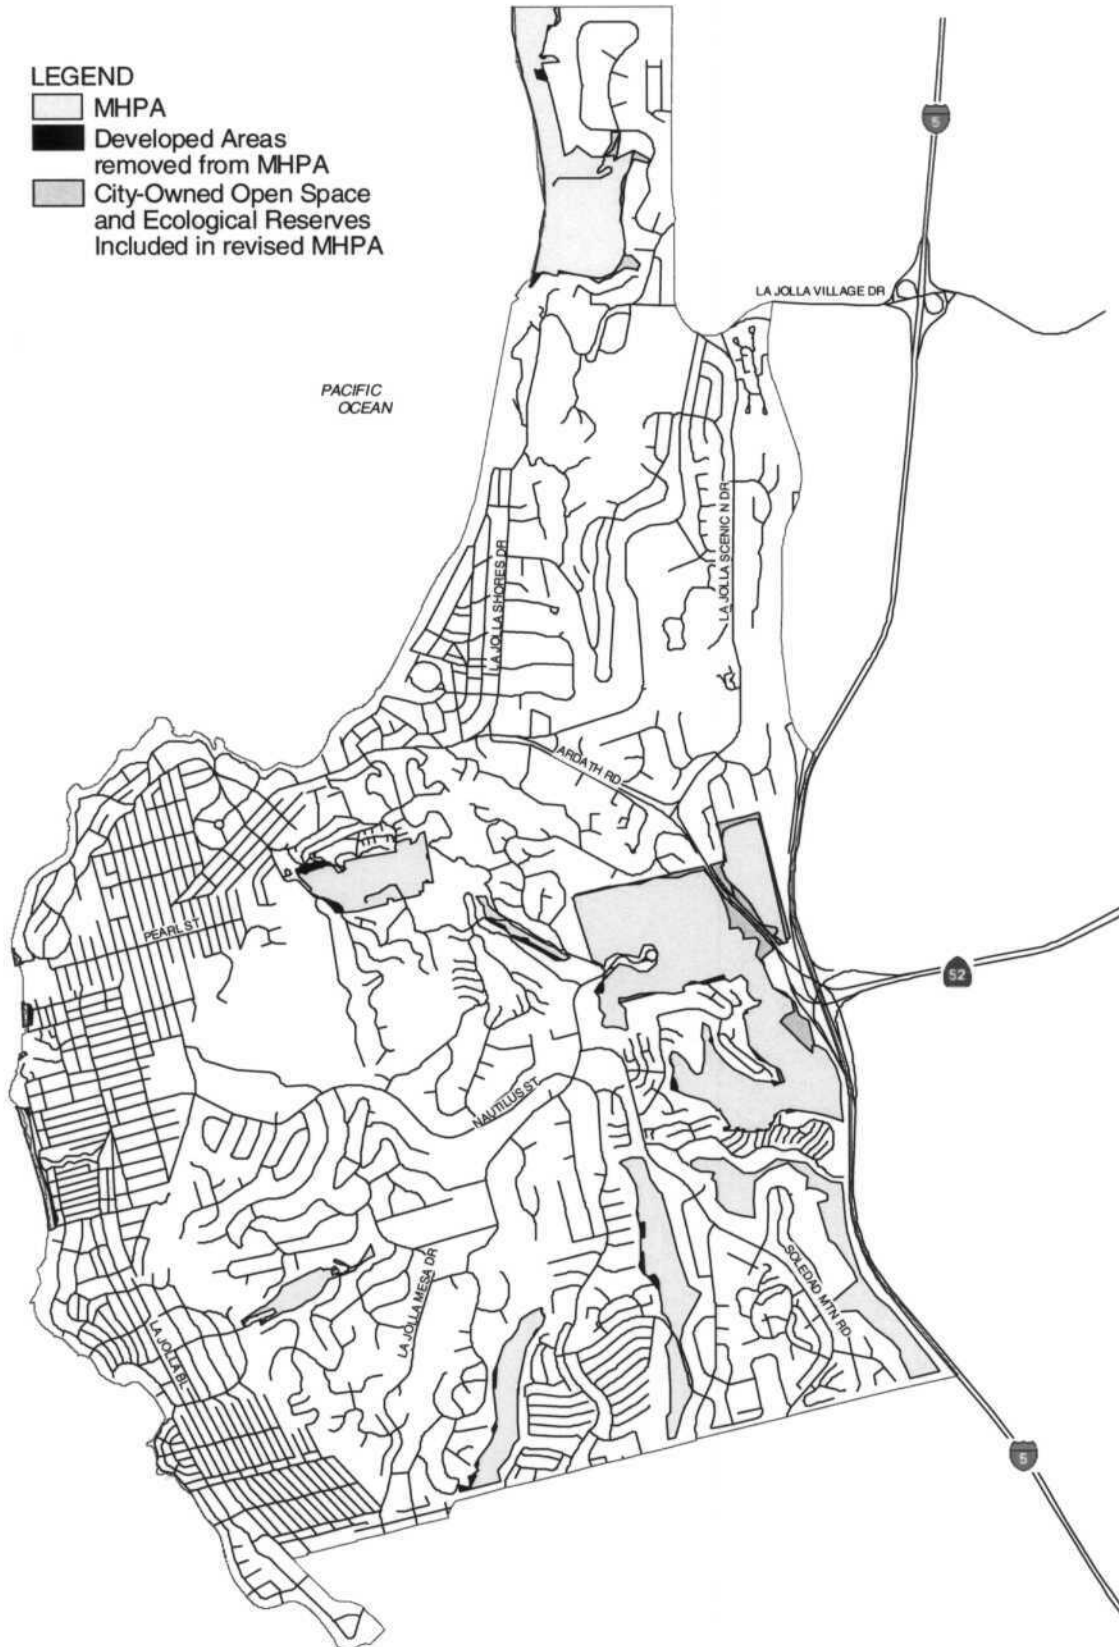 LEGEND
MHPA
Developed Areas
removed from MHPA
City-Owned Open Space
and Ecological Reserves
Included in revised MHPA
5
LA JOLLA VILLAGE DR
PACIFIC
OCEAN
LA JOLLA SCENIC N DR
LA JOLLA SHORES DR
ARDATH RD
PEARL ST
52
NAUTILUS ST
SOLEDAD MTN RD
LA JOLLA MESA DR
LA JOLLA BL
5